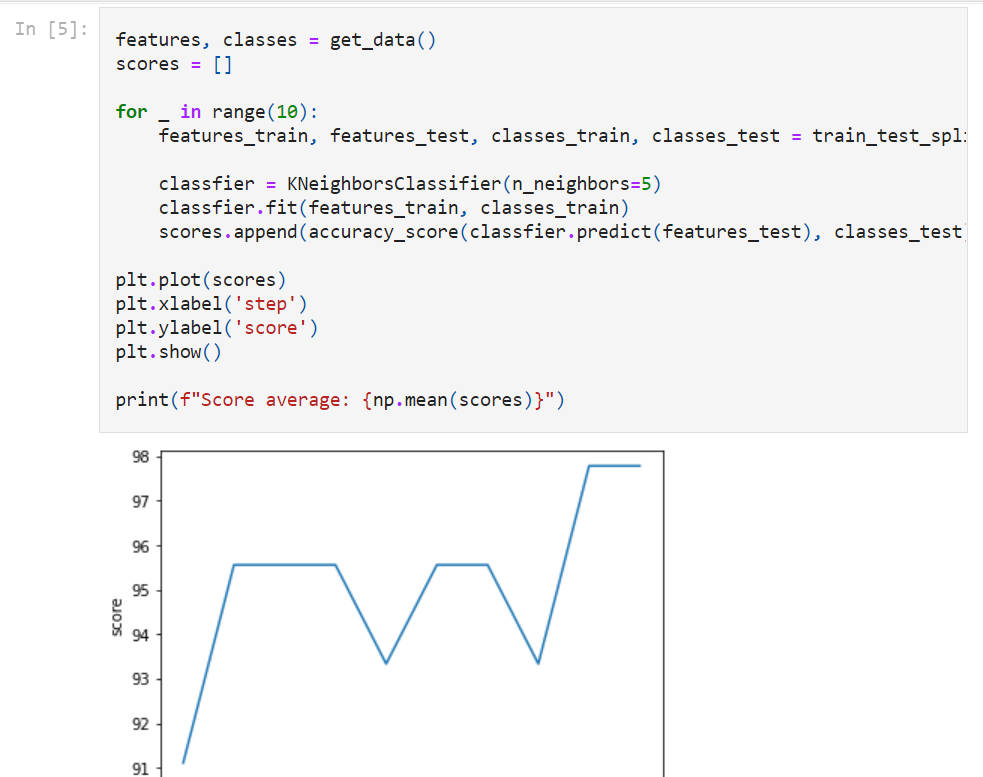 In [5]:
features, classes = get_data()
scores = []
for _ in range(10):
features_train, features_test, classes_train, classes_test = train_test_spl
classfier = KNeighborsClassifier(n_neighbors=5)
classfier.fit(features_train, classes_train)
scores.append(accuracy_score(classfier.predict(features_test), classes_test
plt.plot(scores)
plt.xlabel('step')
plt.ylabel('score')
plt.show()
print(f"Score average: {np.mean(scores)}")
98
97
96
95
94
93
92
91
score